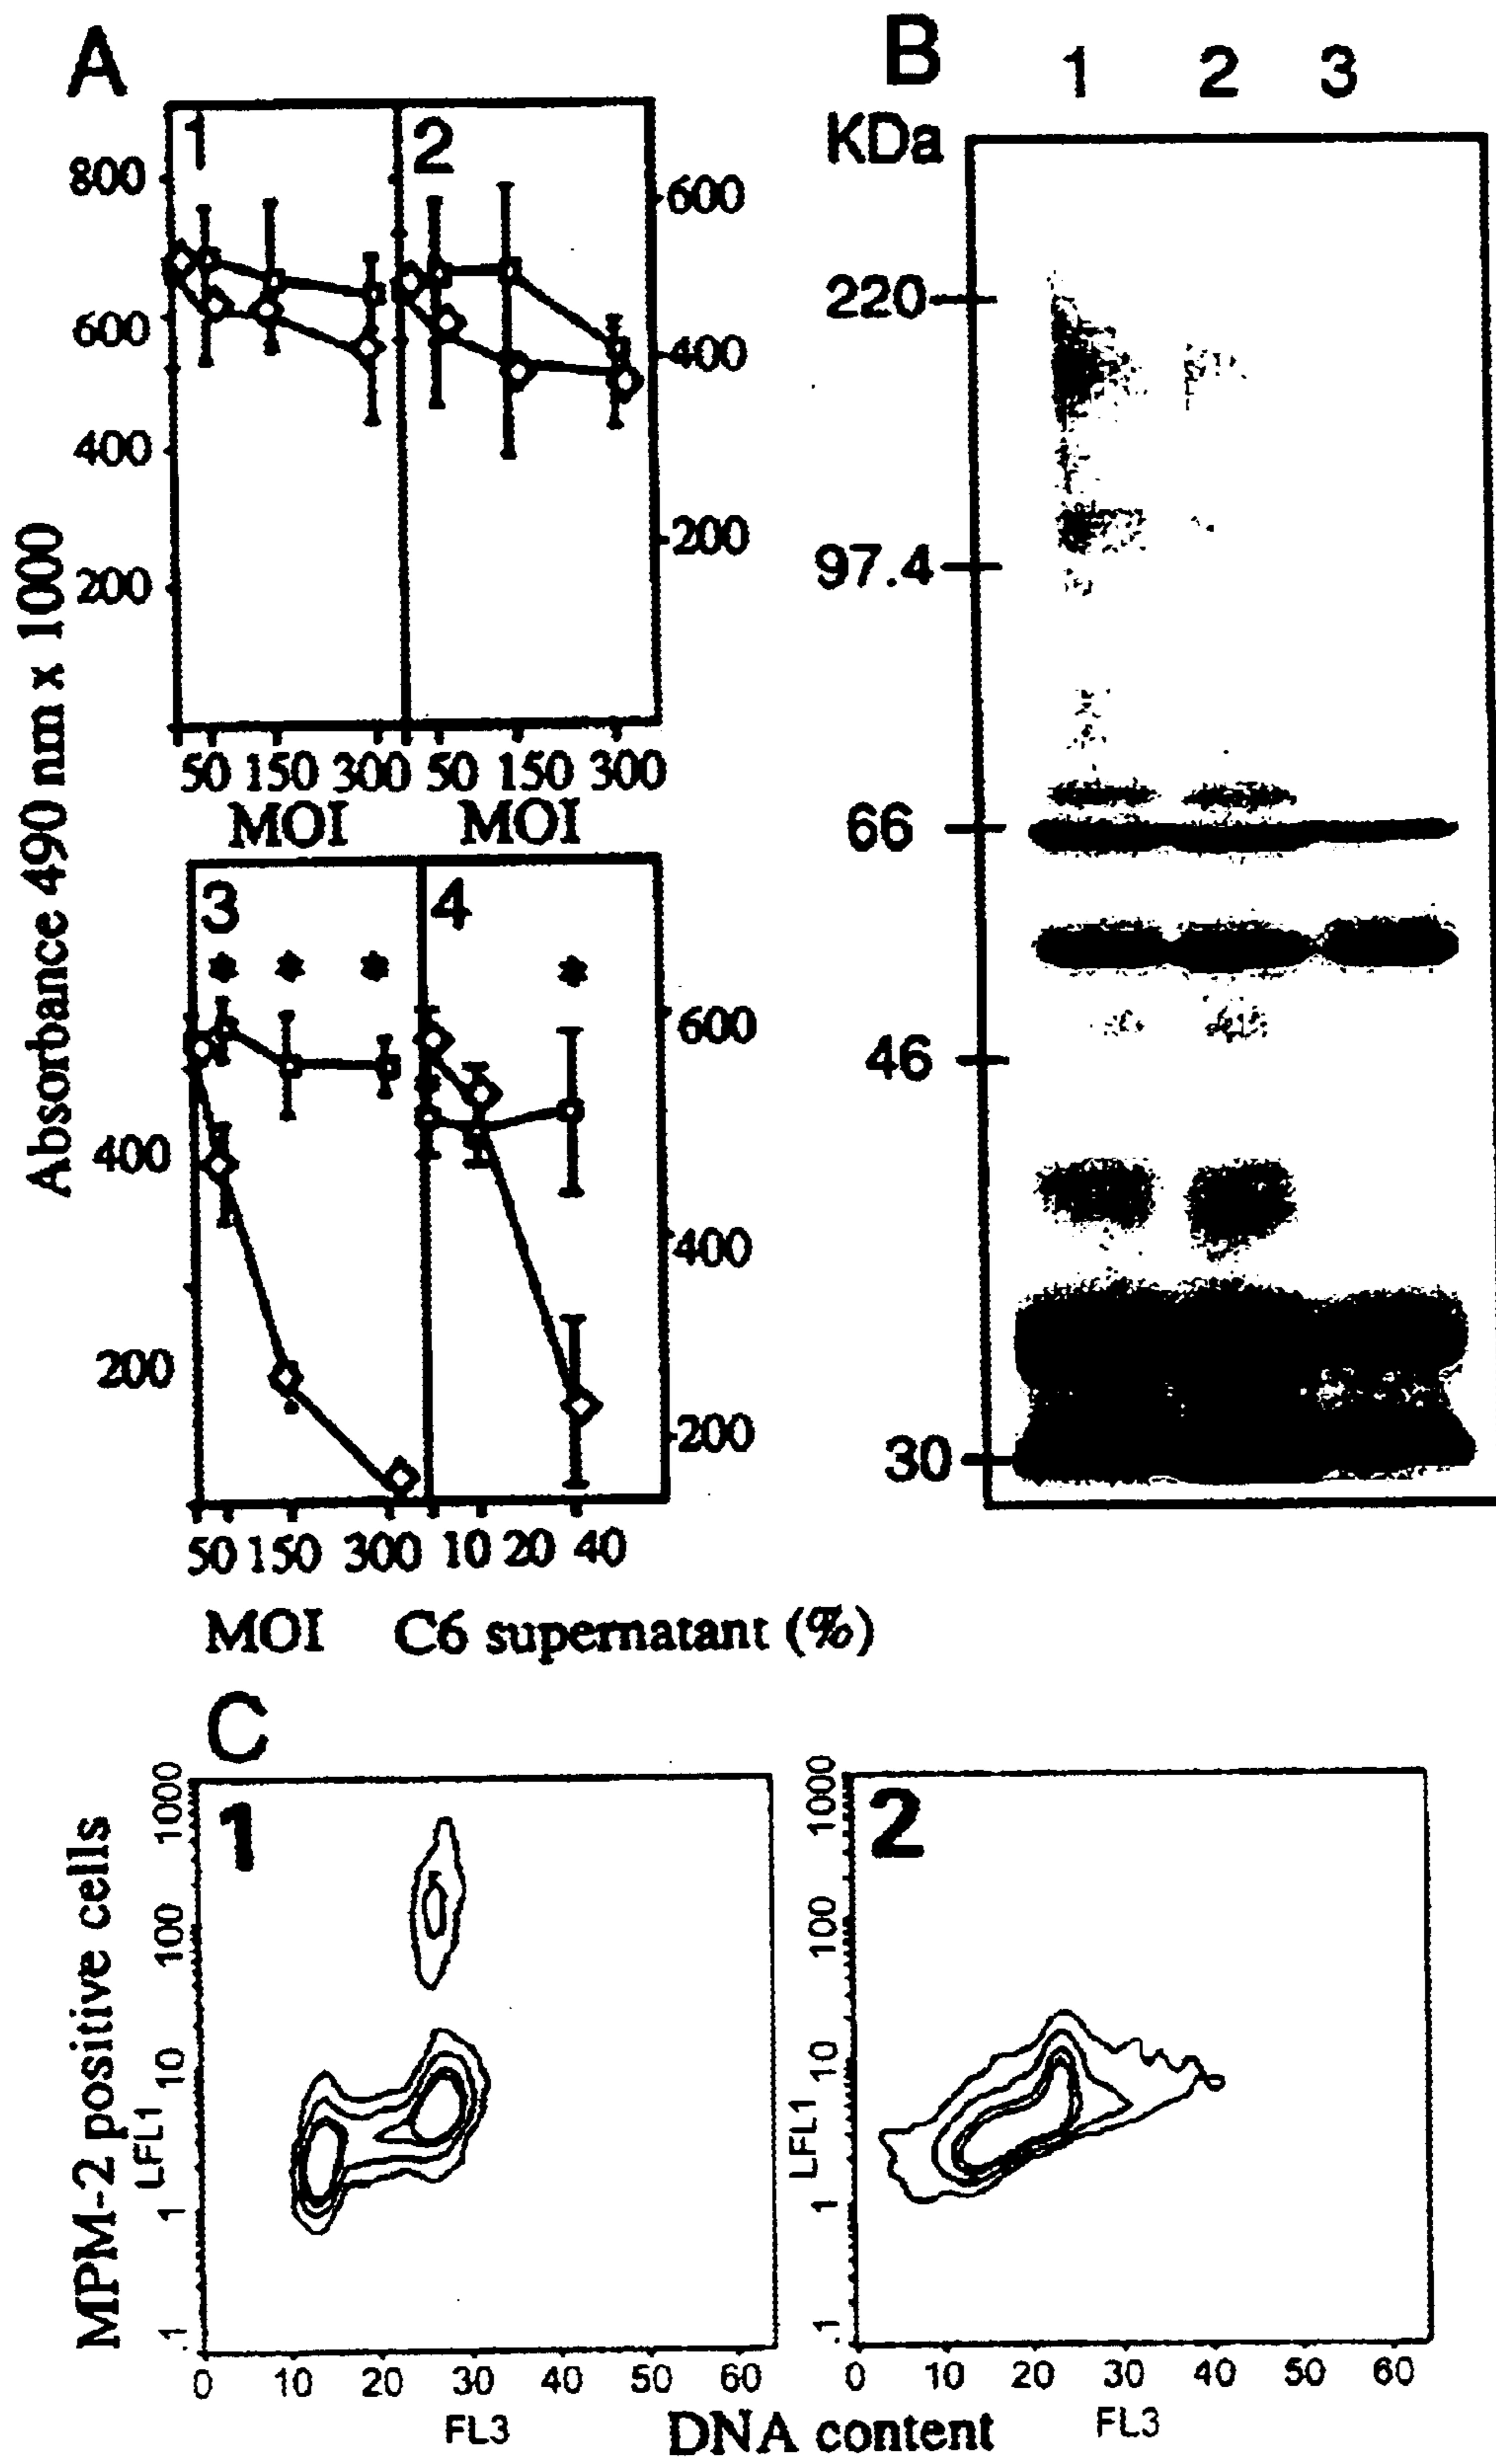 A
1
2
800
600
400
200
600
400
200
Absorbance 490 nm x 1000
50 150 300 50 150 300
MOI MOI
3
4
* * * *
400
200
600
400
200
50 150 300 10 20 40
MOI C6 supernatant (%)
B
1 2 3
KDa
220
97.4
66
46
30
C
MPM-2 positive cells
1
1000
100
10
1
.1
LFL1
0 10 20 30 40 50 60
FL3
2
1000
100
10
1
.1
LFL1
0 10 20 30 40 50 60
FL3
DNA content